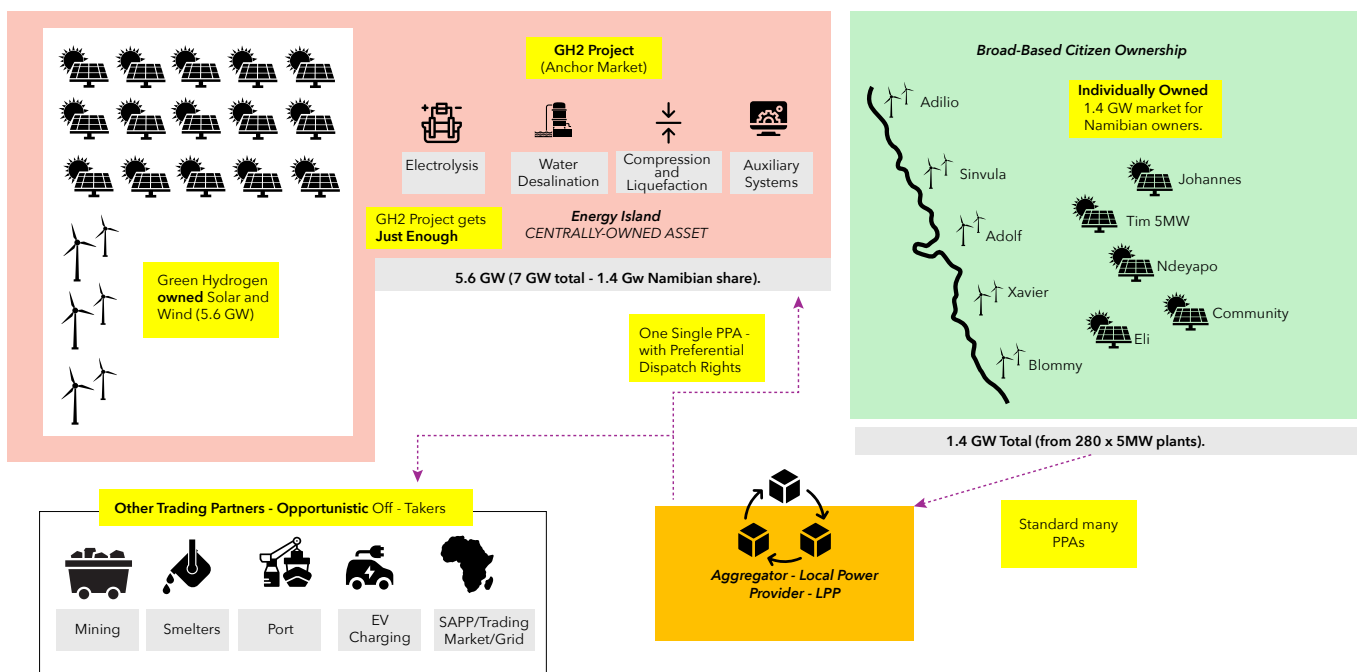 GH2 Project
(Anchor Market)
Electrolysis
Water
Desalination
Compression
and
Liquefaction
Auxiliary
Systems
GH2 Project gets
Just Enough
Energy Island
CENTRALLY-OWNED ASSET
Green Hydrogen
owned Solar and
Wind (5.6 GW)
5.6 GW (7 GW total - 1.4 Gw Namibian share).
Broad-Based Citizen Ownership
Individually Owned
1.4 GW market for
Namibian owners.
Adilio
Sinvula
Adolf
Xavier
Blommy
Johannes
Tim 5MW
Ndeyapo
Community
Eli
1.4 GW Total (from 280 x 5MW plants).
One Single PPA -
with Preferential
Dispatch Rights
Other Trading Partners - Opportunistic Off - Takers
Mining
Smelters
Port
EV
Charging
SAPP/Trading
Market/Grid
Aggregator - Local Power
Provider - LPP
Standard many
PPAs